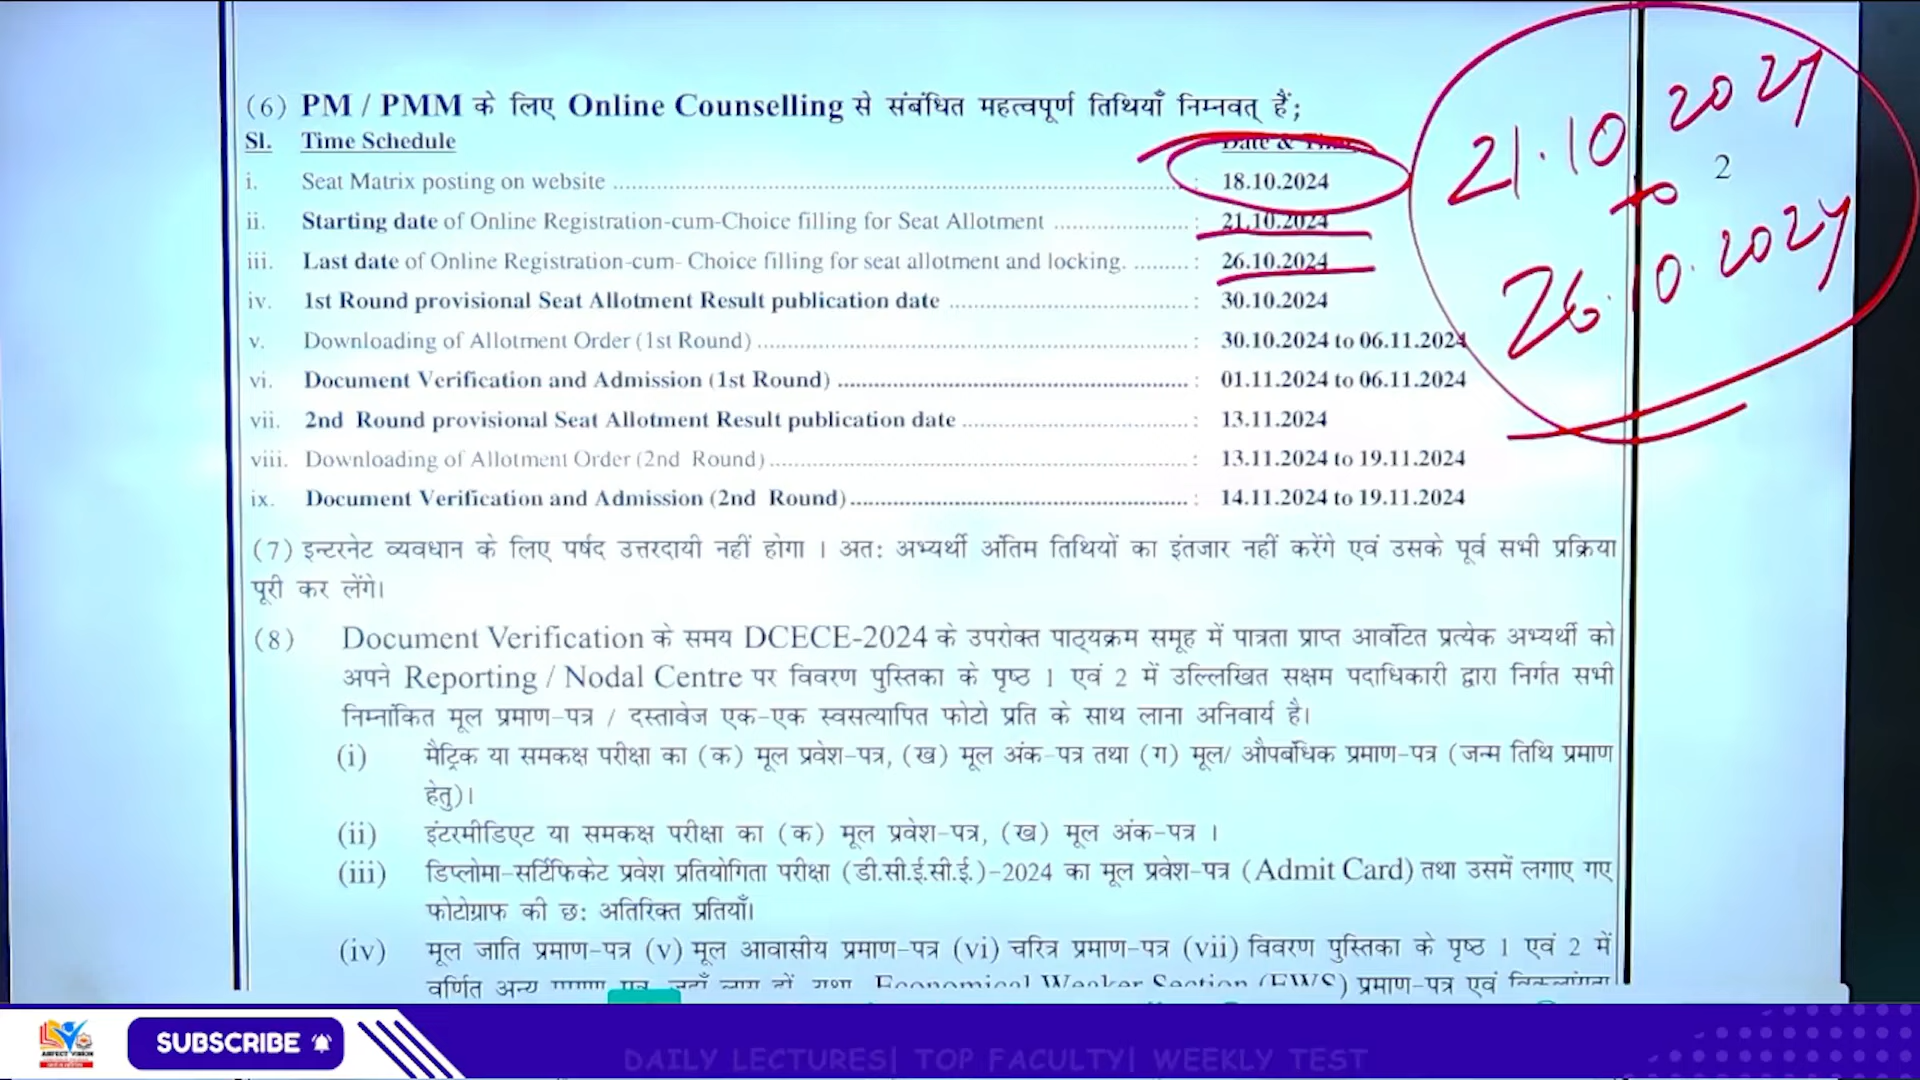 (6) PM / PMM के लिए Online Counselling से संबंधित महत्वपूर्ण तिथियाँ निम्नवत् हैं;
Sl. Time Schedule Date &
i. Seat Matrix posting on website : 18.10.2024
ii. Starting date of Online Registration-cum-Choice filling for Seat Allotment : 21.10.2024
iii. Last date of Online Registration-cum- Choice filling for seat allotment and locking. : 26.10.2024
iv. 1st Round provisional Seat Allotment Result publication date : 30.10.2024
v. Downloading of Allotment Order (1st Round) : 30.10.2024 to 06.11.2024
vi. Document Verification and Admission (1st Round) : 01.11.2024 to 06.11.2024
vii. 2nd Round provisional Seat Allotment Result publication date : 13.11.2024
viii. Downloading of Allotment Order (2nd Round) : 13.11.2024 to 19.11.2024
ix. Document Verification and Admission (2nd Round) : 14.11.2024 to 19.11.2024
21.10 2024
2
to
26.10.2024
(7) इन्टरनेट व्यवधान के लिए पर्षद उत्तरदायी नहीं होगा । अतः अभ्यर्थी अंतिम तिथियों का इंतजार नहीं करेंगे एवं उसके पूर्व सभी प्रक्रिया
पूरी कर लेंगे।
(8) Document Verification के समय DCECE-2024 के उपरोक्त पाठ्यक्रम समूह में पात्रता प्राप्त आवंटित प्रत्येक अभ्यर्थी को
अपने Reporting / Nodal Centre पर विवरण पुस्तिका के पृष्ठ 1 एवं 2 में उल्लिखित सक्षम पदाधिकारी द्वारा निर्गत सभी
निम्नांकित मूल प्रमाण-पत्र / दस्तावेज एक-एक स्वसत्यापित फोटो प्रति के साथ लाना अनिवार्य है।
(i) मैट्रिक या समकक्ष परीक्षा का (क) मूल प्रवेश-पत्र, (ख) मूल अंक-पत्र तथा (ग) मूल/ औपबंधिक प्रमाण-पत्र (जन्म तिथि प्रमाण
हेतु)।
(ii) इंटरमीडिएट या समकक्ष परीक्षा का (क) मूल प्रवेश-पत्र, (ख) मूल अंक-पत्र ।
(iii) डिप्लोमा-सर्टिफिकेट प्रवेश प्रतियोगिता परीक्षा (डी.सी.ई.सी.ई.)-2024 का मूल प्रवेश-पत्र (Admit Card) तथा उसमें लगाए गए
फोटोग्राफ की छः अतिरिक्त प्रतियाँ।
(iv) मूल जाति प्रमाण-पत्र (v) मूल आवासीय प्रमाण-पत्र (vi) चरित्र प्रमाण-पत्र (vii) विवरण पुस्तिका के पृष्ठ 1 एवं 2 में
वर्णित अन्य Economical Weaker Section (EWS) प्रमाण-पत्र एवं
SUBSCRIBE
DAILY LECTURES| TOP FACULTY| WEEKLY TEST